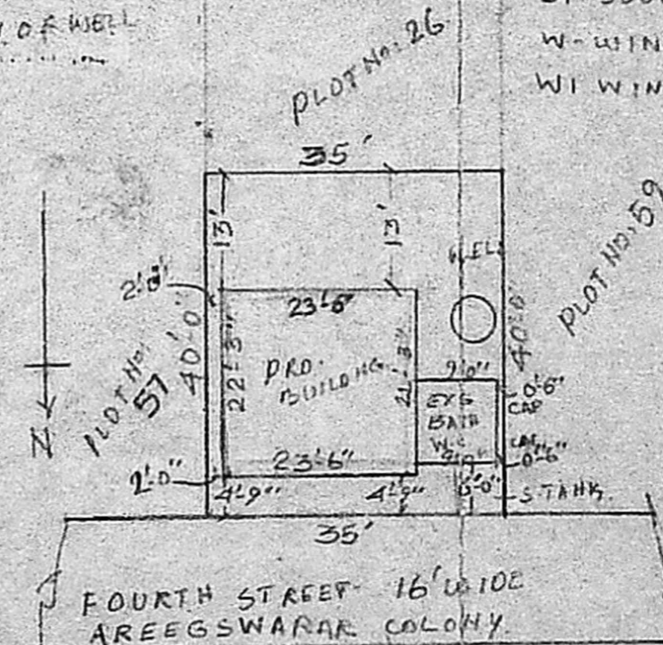 OF WELL
W - WIN
W1 WIN
PLOT No: 26
35'
13'
13'
WELL
PLOT NO: 59
2'-0"
40'-0"
23'-6"
40'-0"
PLOT No:
57
22'-3"
PRO.
BUILDING
21'-3"
9'0"
0'-6"
GAP
EXG
BATH
W.C
N
23'-6"
0'-6"
2'-0"
4'-9"
4'-9"
S.TANK
35'
FOURTH STREET 16' WIDE
AREEGSWARAR COLONY